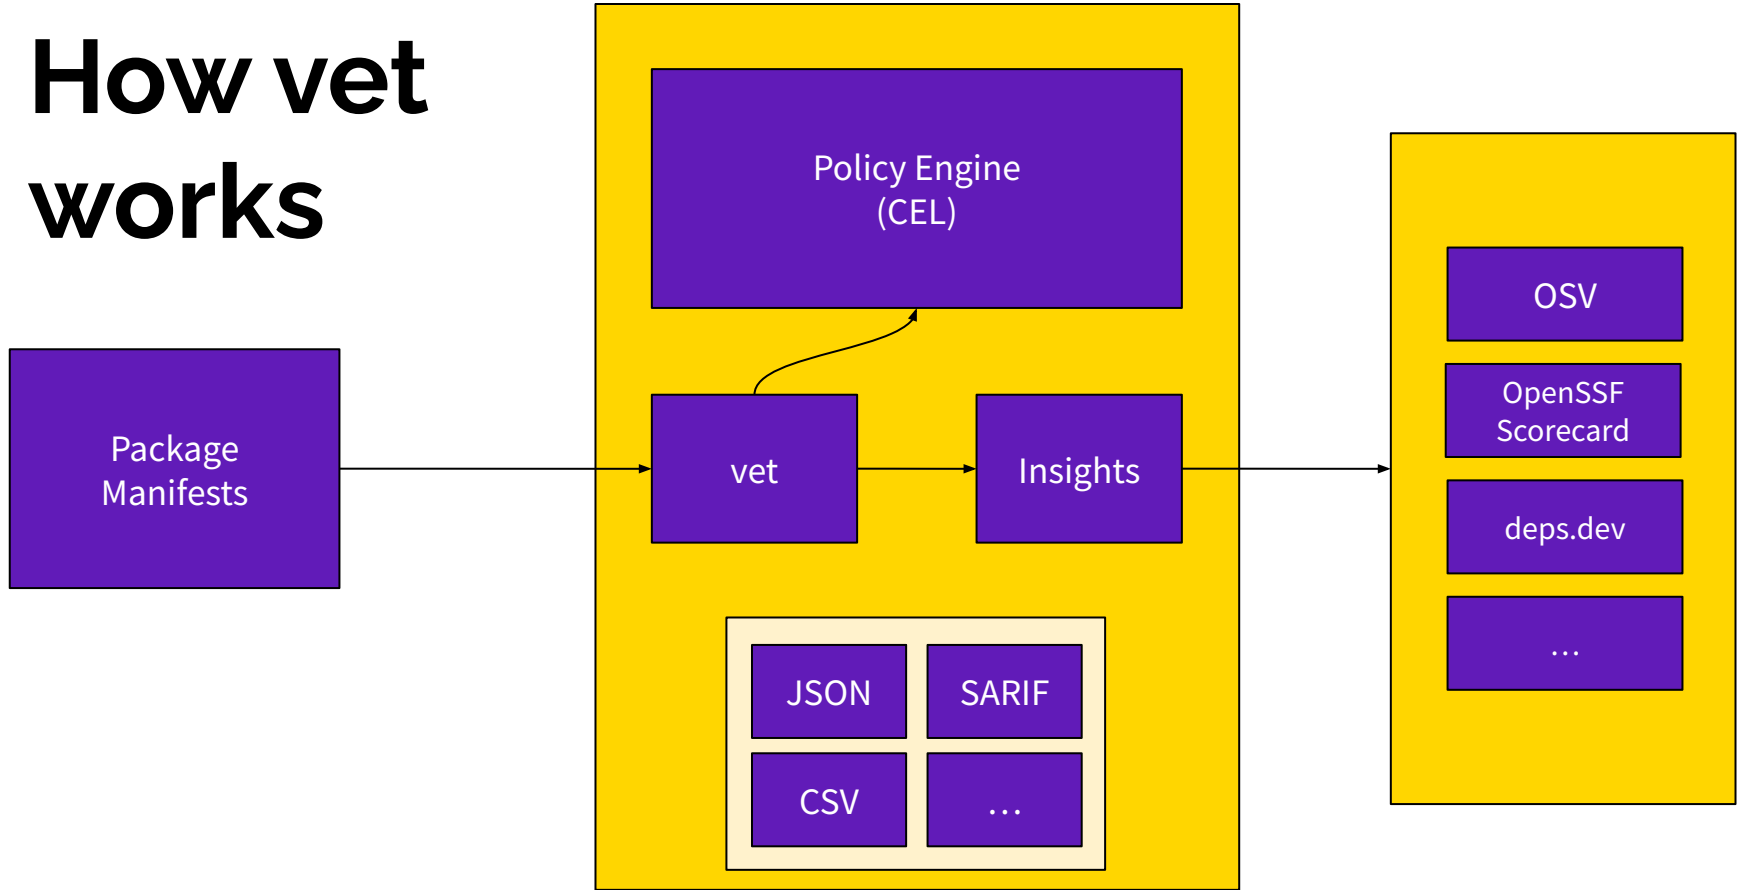 How vet
works
Policy Engine
(CEL)
Package
Manifests
vet
Insights
JSON
SARIF
CSV
…
OSV
OpenSSF
Scorecard
deps.dev
…